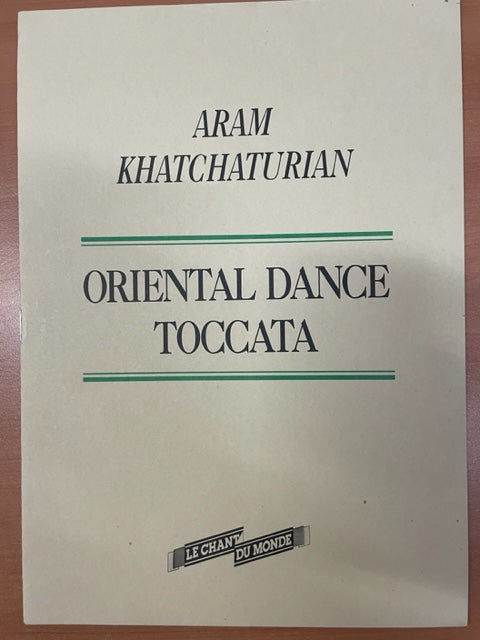 ARAM
KHATCHATURIAN
ORIENTAL DANCE
TOCCATA
LE CHANT
DU MONDE